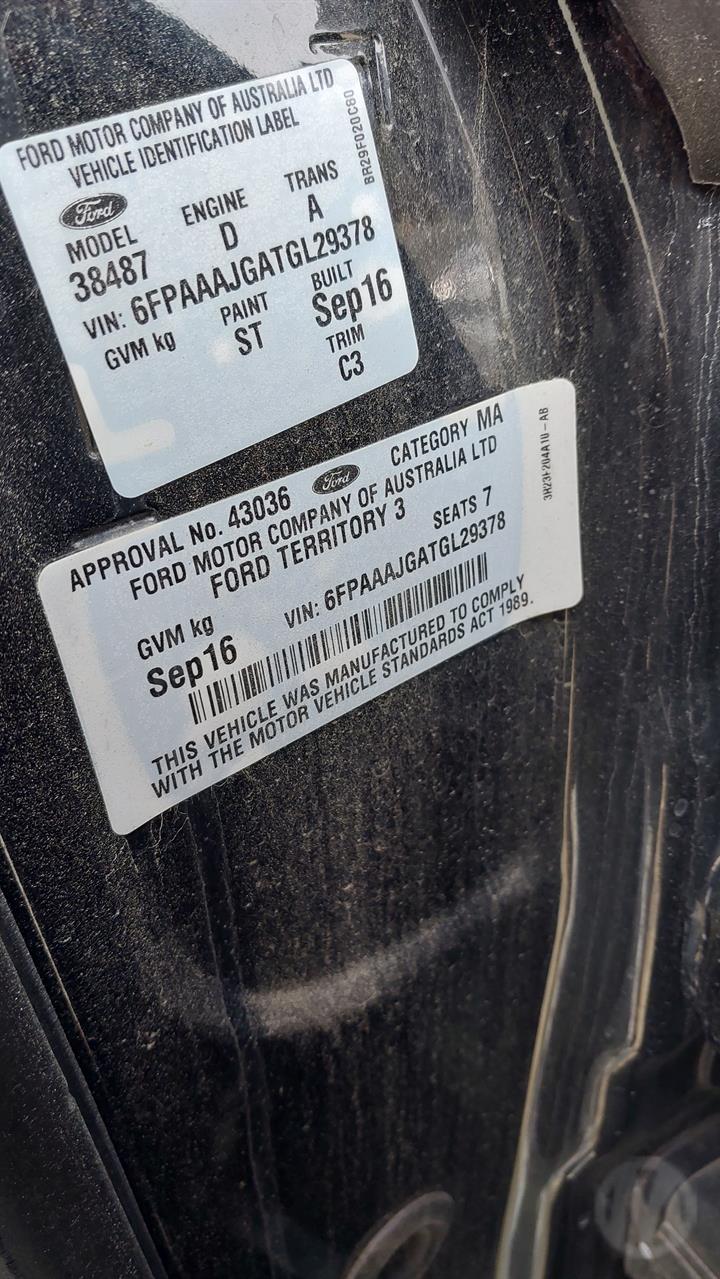 FORD MOTOR COMPANY OF AUSTRALIA LTD
VEHICLE IDENTIFICATION LABEL
BR29F020C80
Ford
MODEL ENGINE TRANS
38487 D A
VIN: 6FPAAAJGATGL29378
GVM kg PAINT BUILT
ST Sep16
TRIM
C3
APPROVAL No. 43036 Ford CATEGORY MA
FORD MOTOR COMPANY OF AUSTRALIA LTD
FORD TERRITORY 3 SEATS 7
GVM kg VIN: 6FPAAAJGATGL29378
Sep16
THIS VEHICLE WAS MANUFACTURED TO COMPLY
WITH THE MOTOR VEHICLE STANDARDS ACT 1989.